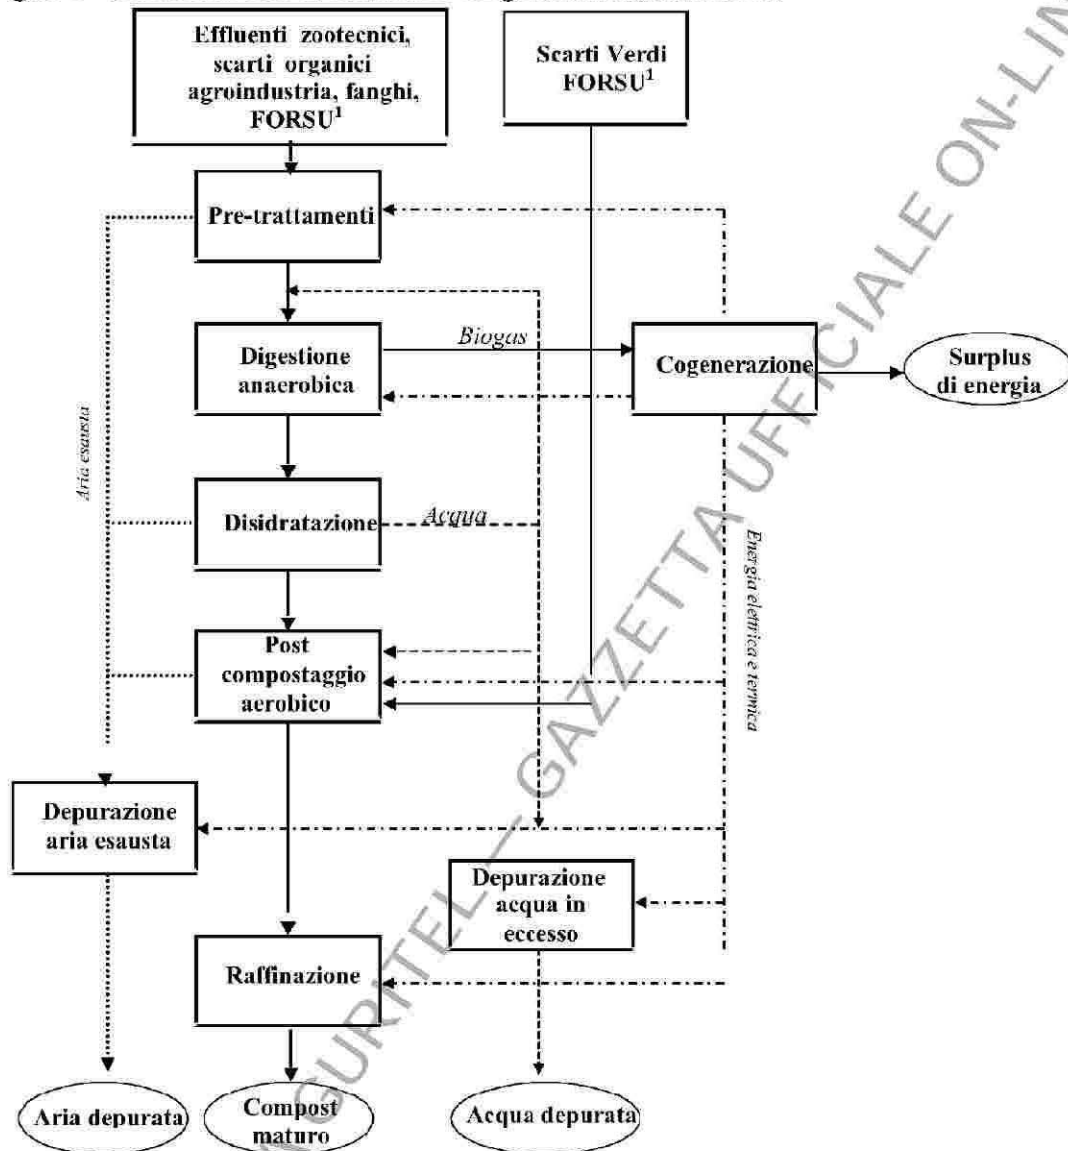 Effluenti zootecnici,
scarti organici
agroindustria, fanghi,
FORSU¹
Scarti Verdi
FORSU¹
Pre-trattamenti
Digestione
anaerobica
Biogas
Cogenerazione
Surplus
di energia
Aria esausta
Disidratazione
Acqua
Energia elettrica e termica
Post
compostaggio
aerobico
Depurazione
aria esausta
Depurazione
acqua in
eccesso
Raffinazione
Aria depurata
Compost
maturo
Acqua depurata
GURITEL — GAZZETTA UFFICIALE ON-LIN